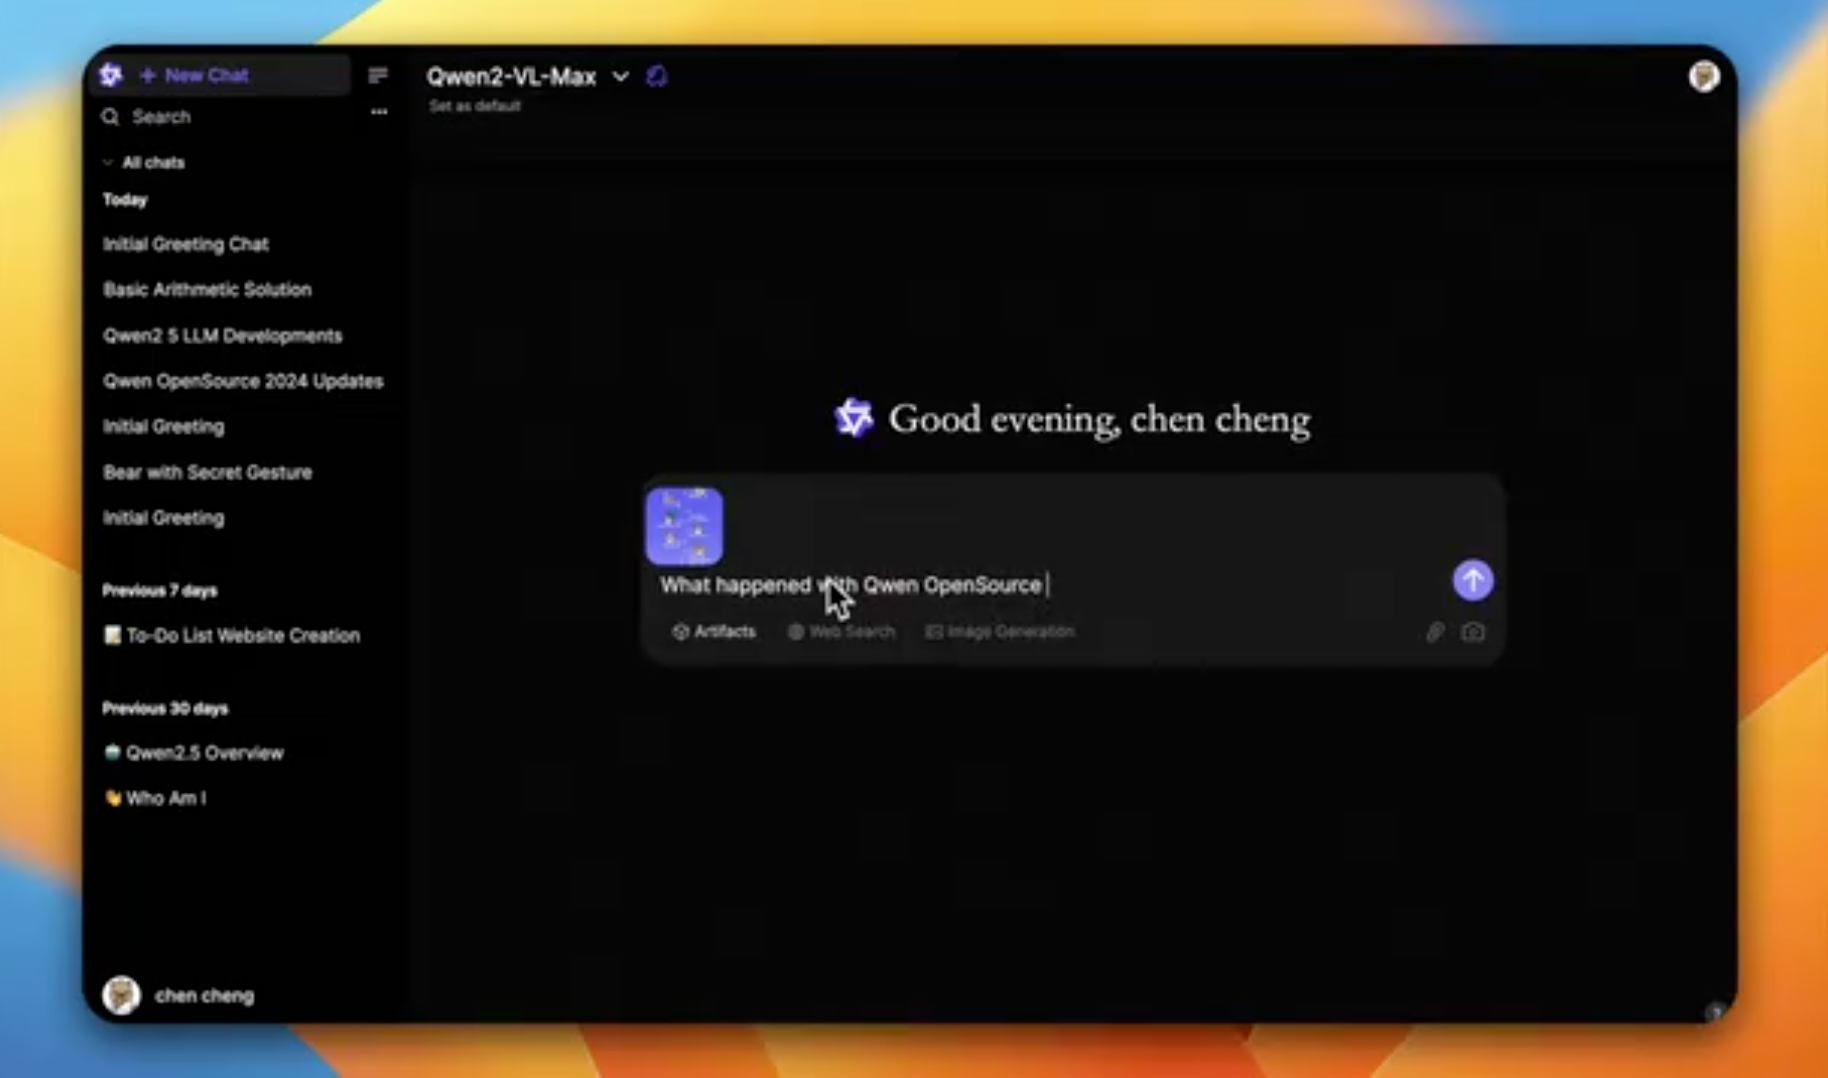 New Chat
Search
All chats
Today
Initial Greeting Chat
Basic Arithmetic Solution
Qwen2 5 LLM Developments
Qwen OpenSource 2024 Updates
Initial Greeting
Bear with Secret Gesture
Initial Greeting
Previous 7 days
To-Do List Website Creation
Previous 30 days
Qwen2.5 Overview
Who Am I
chen cheng
Qwen2-VL-Max
Set as default
Good evening, chen cheng
What happened with Qwen OpenSource
Artifacts Web Search Image Generation